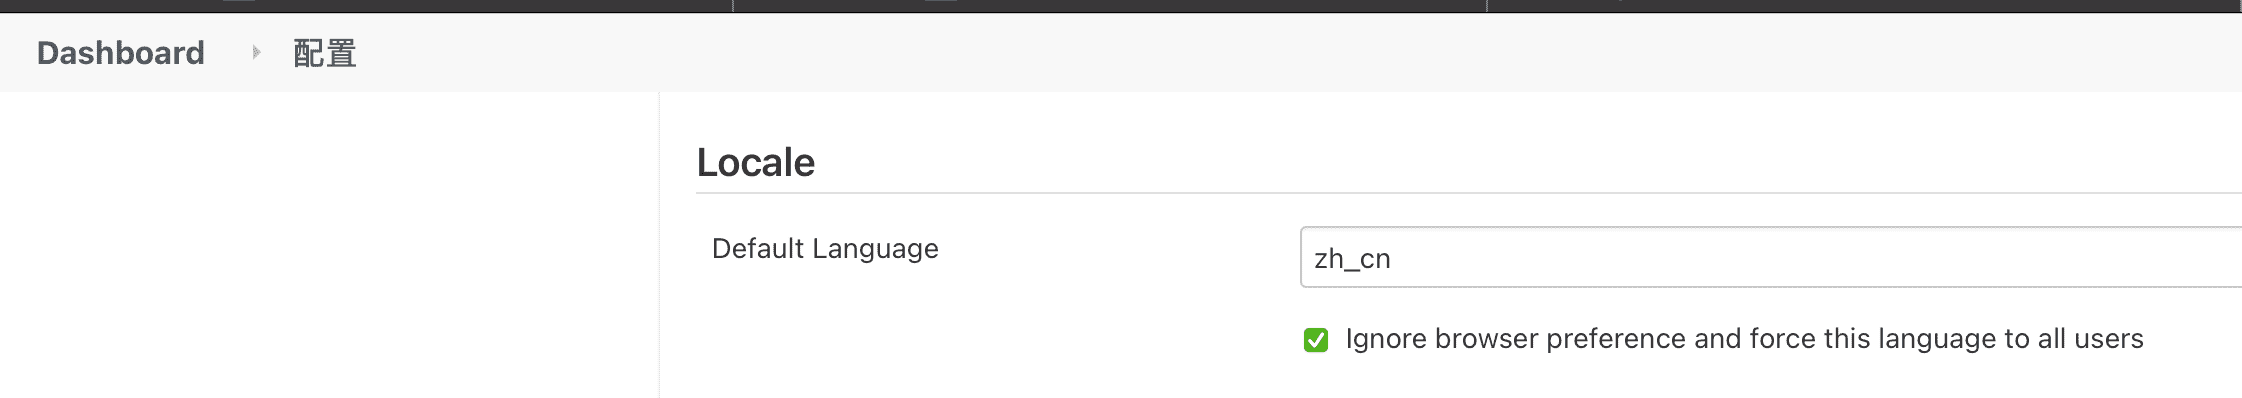 Dashboard 配置
Locale
Default Language zh_cn
Ignore browser preference and force this language to all users